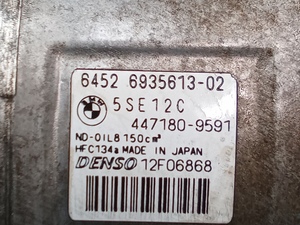 6452 6935613-02
5SE12C
447180-9591
ND-OIL8 150cm³
HFC134a MADE IN JAPAN
DENSO 12F06868